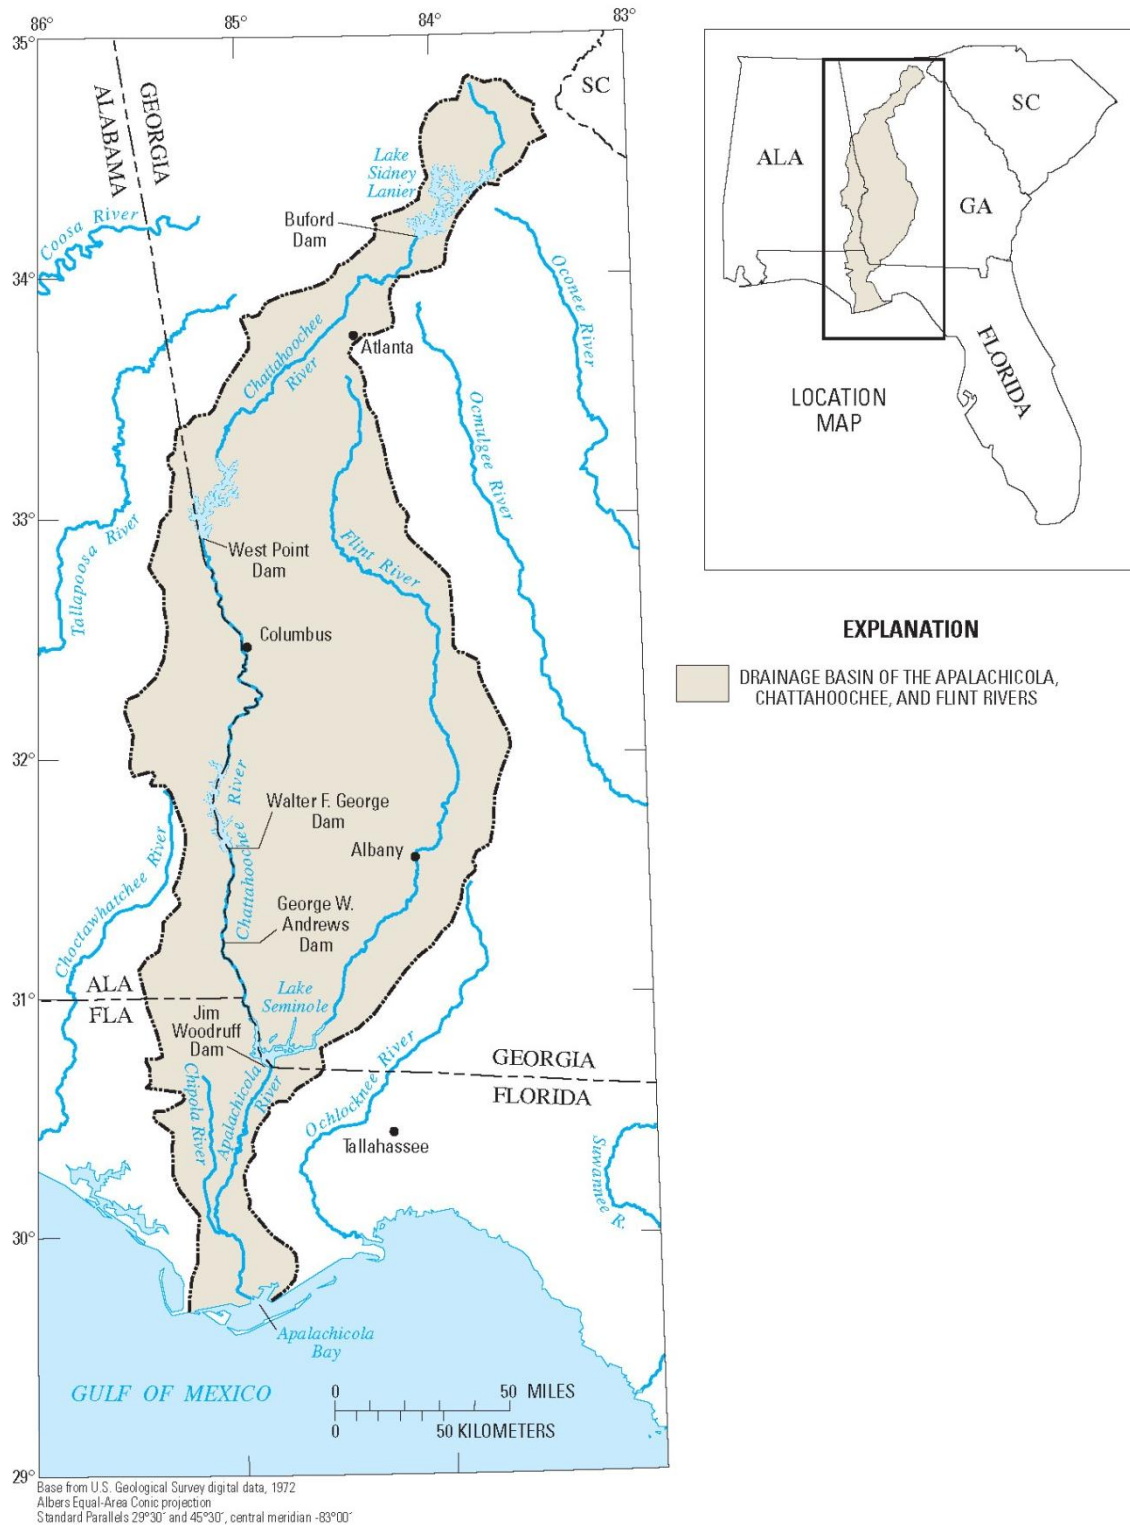 86°
85°
84°
83°
35°
34°
33°
32°
31°
30°
29°
GEORGIA
ALABAMA
SC
Lake
Sidney
Lanier
Buford
Dam
Coosa River
Oconee River
Chattahoochee
River
Atlanta
Ocmulgee River
Tallapoosa River
West Point
Dam
Flint River
Columbus
Chattahoochee River
Walter F. George
Dam
Albany
Choctawhatchee River
George W.
Andrews
Dam
ALA
FLA
Lake
Seminole
Jim
Woodruff
Dam
GEORGIA
FLORIDA
Chipola River
Apalachicola
River
Ochlocknee River
Tallahassee
Suwannee R.
Apalachicola
Bay
GULF OF MEXICO
0 50 MILES
0 50 KILOMETERS
Base from U.S. Geological Survey digital data, 1972
Albers Equal-Area Conic projection
Standard Parallels 29°30′ and 45°30′, central meridian -83°00′
ALA
GA
SC
FLORIDA
LOCATION
MAP
EXPLANATION
DRAINAGE BASIN OF THE APALACHICOLA,
CHATTAHOOCHEE, AND FLINT RIVERS